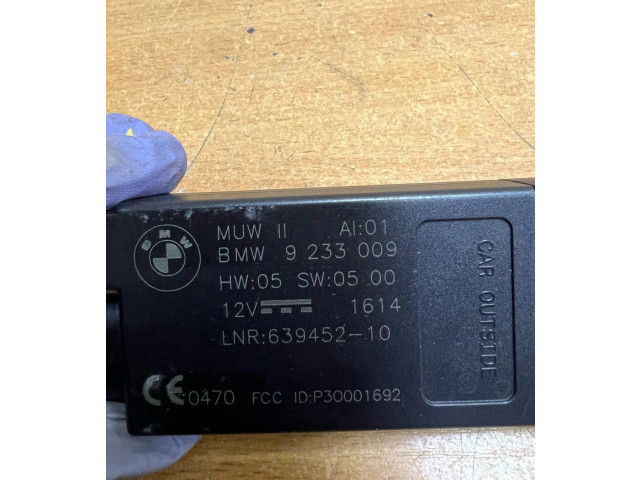 BMW
MUW II AI:01
BMW 9 233 009
HW:05 SW:05 00
12V 1614
LNR:639452-10
CE 0470 FCC ID:P30001692
CAR OUTSIDE